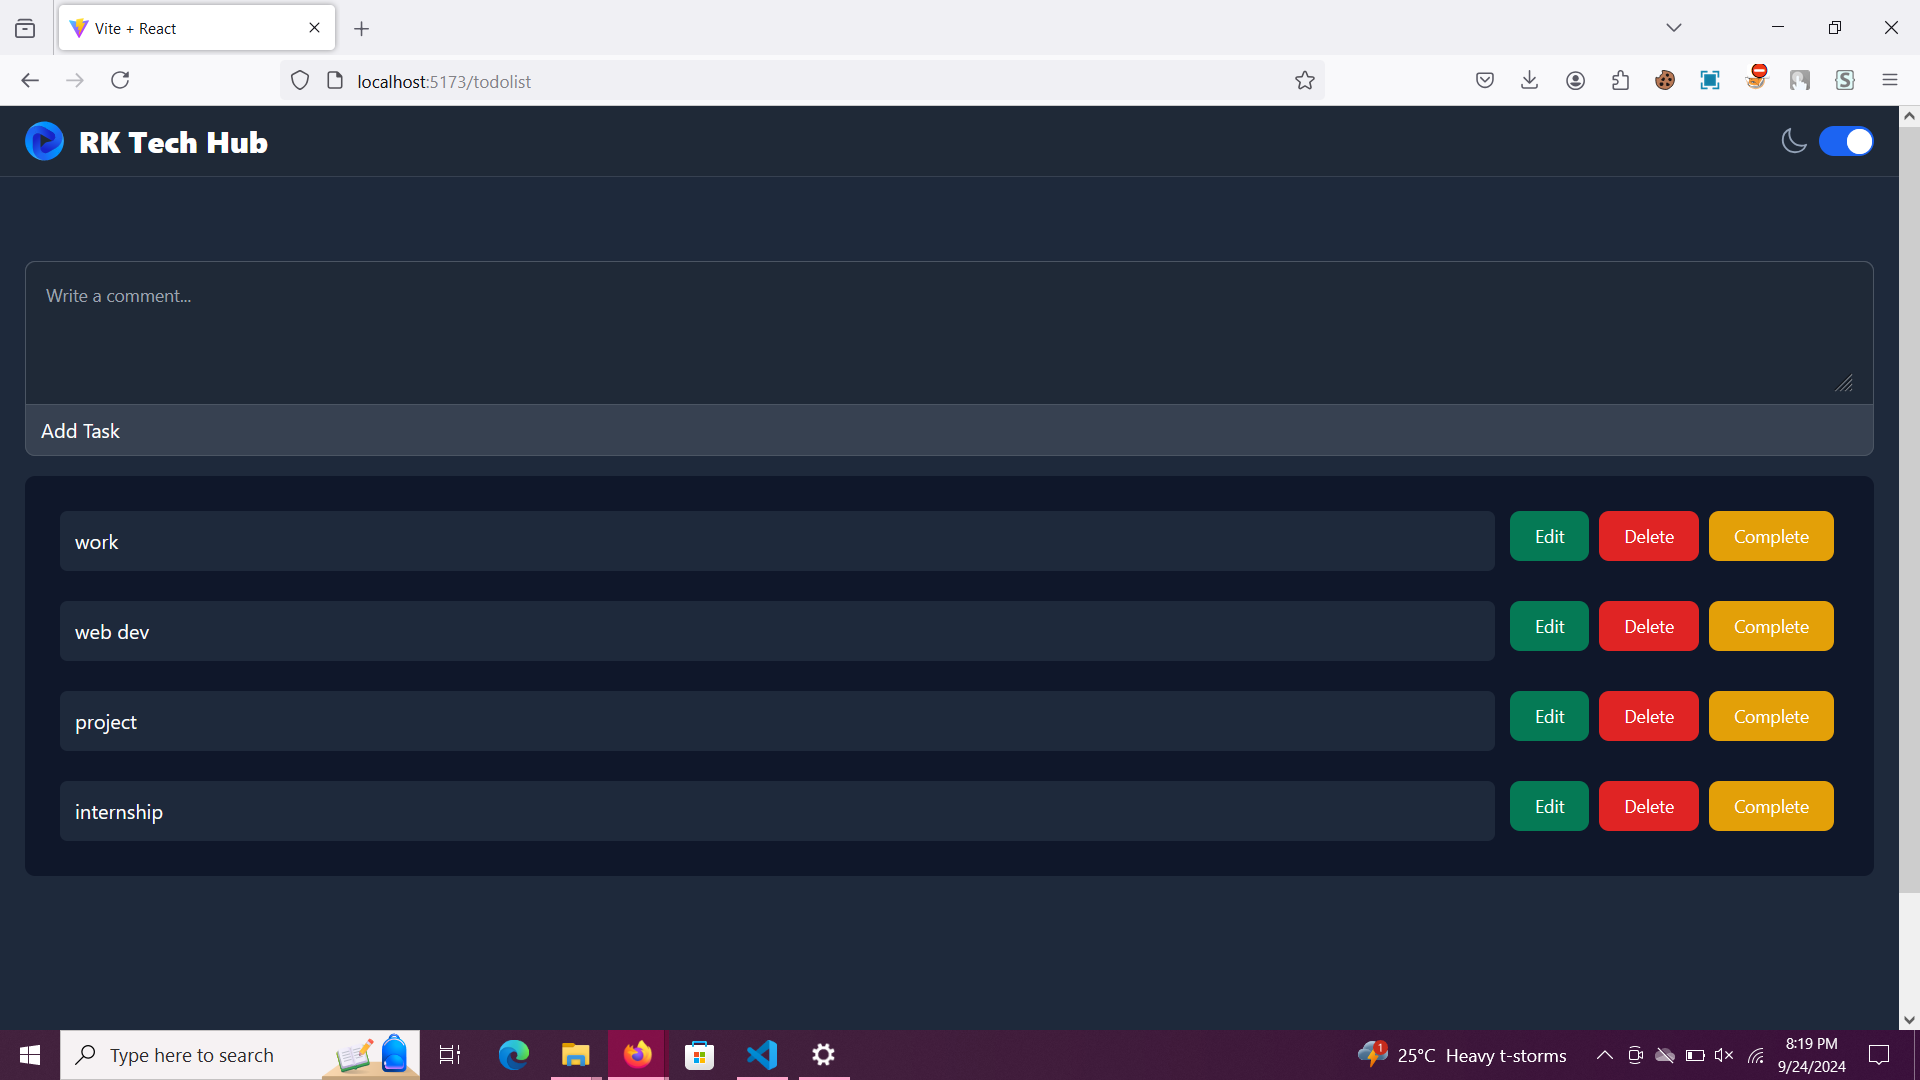 Vite + React
localhost:5173/todolist
RK Tech Hub
Write a comment...
Add Task
work Edit Delete Complete
web dev Edit Delete Complete
project Edit Delete Complete
internship Edit Delete Complete
Type here to search
1
25°C Heavy t-storms
8:19 PM
9/24/2024